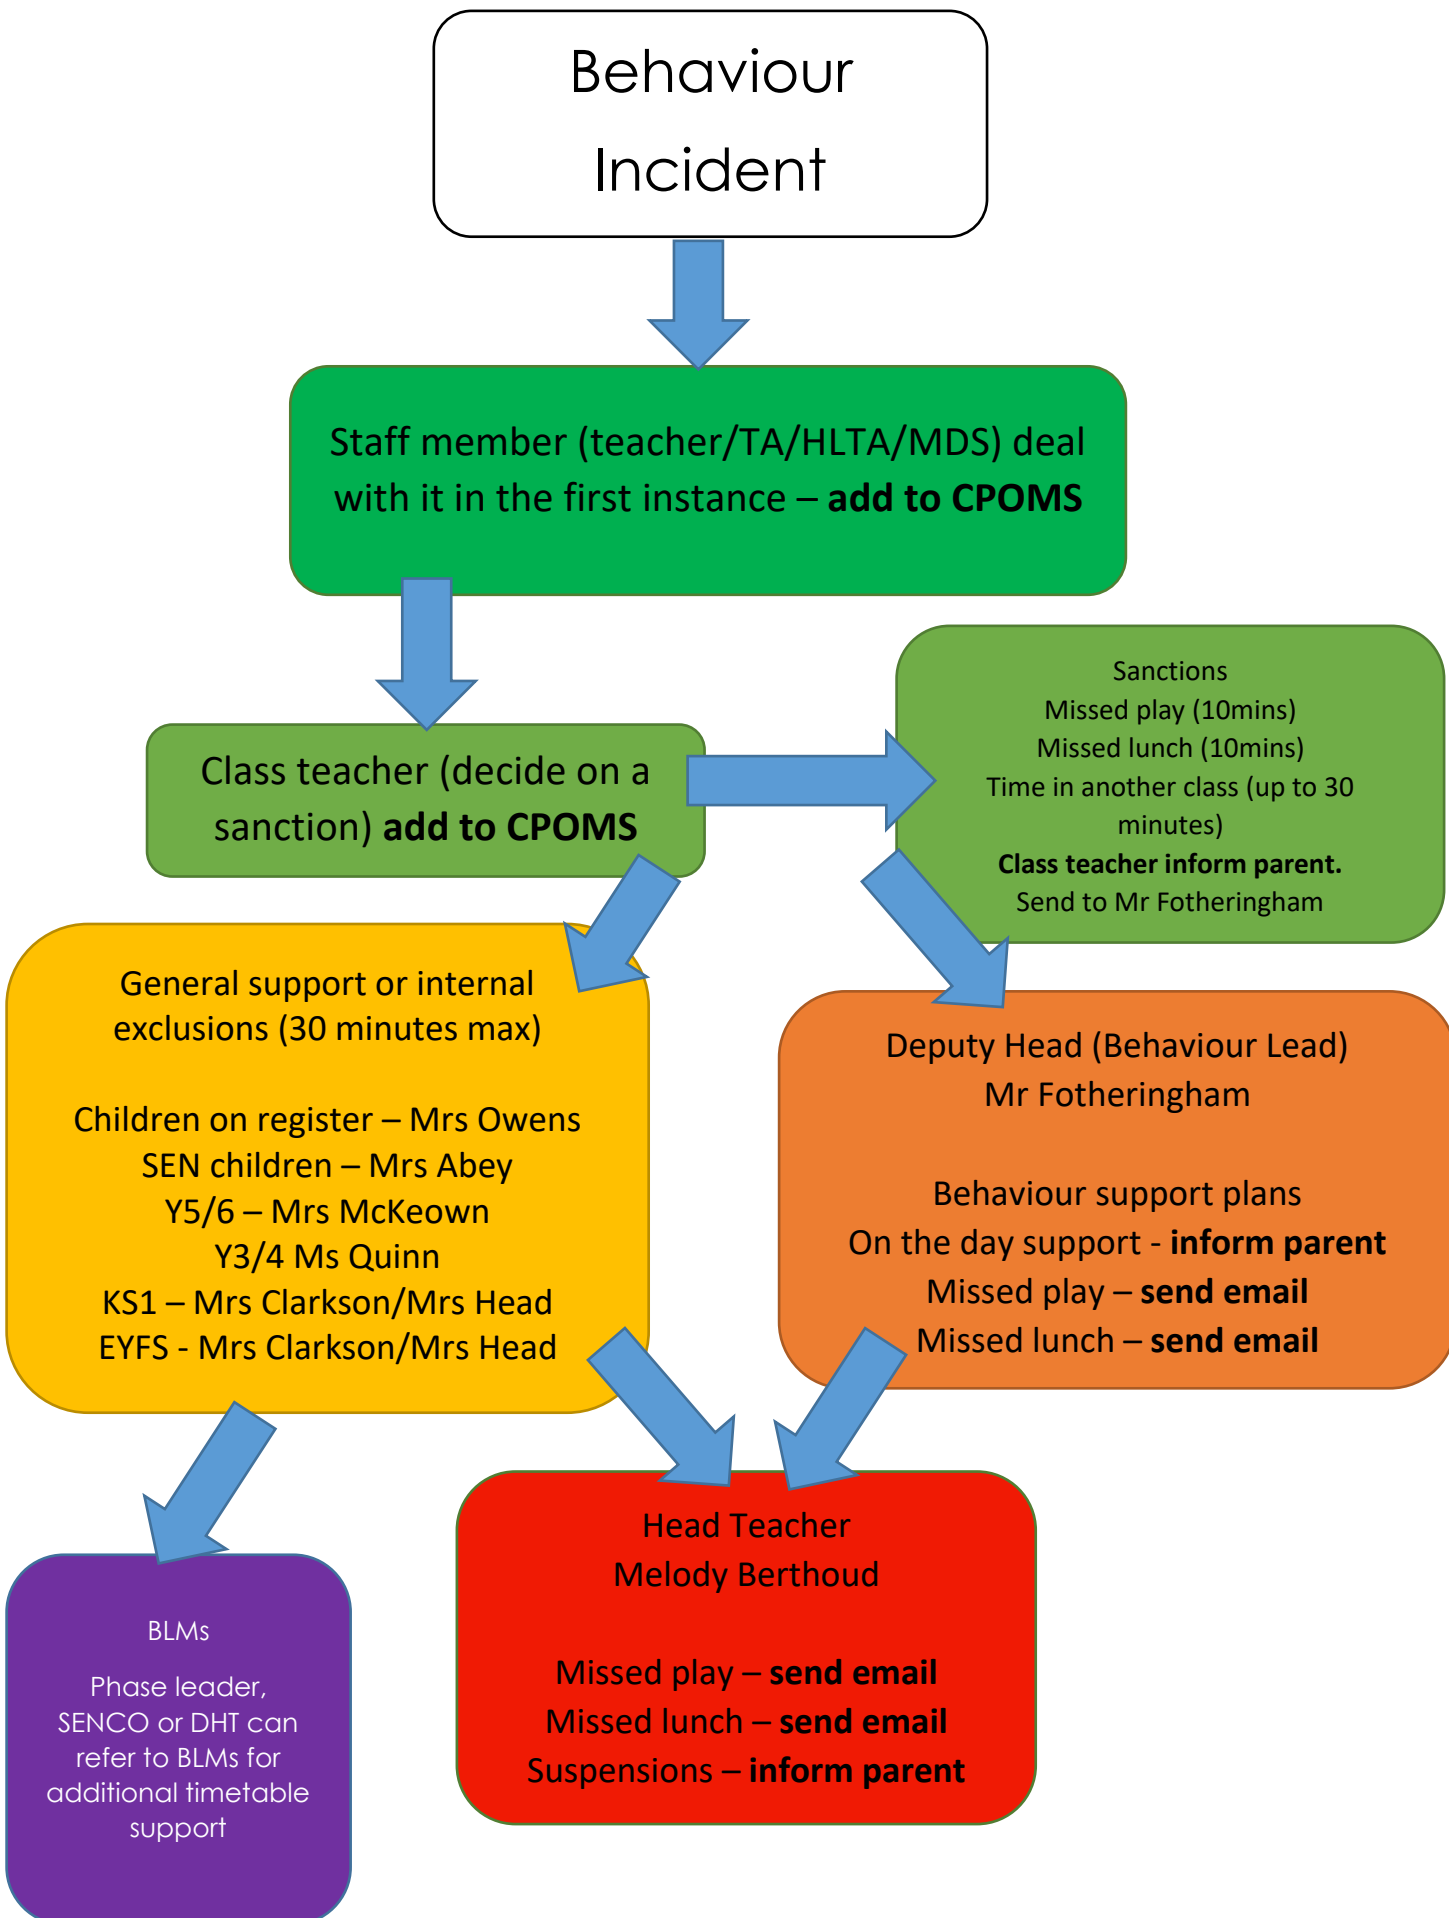 Behaviour
Incident
Staff member (teacher/TA/HLTA/MDS) deal
with it in the first instance – add to CPOMS
Class teacher (decide on a
sanction) add to CPOMS
Sanctions
Missed play (10mins)
Missed lunch (10mins)
Time in another class (up to 30
minutes)
Class teacher inform parent.
Send to Mr Fotheringham
General support or internal
exclusions (30 minutes max)
Children on register – Mrs Owens
SEN children – Mrs Abey
Y5/6 – Mrs McKeown
Y3/4 Ms Quinn
KS1 – Mrs Clarkson/Mrs Head
EYFS - Mrs Clarkson/Mrs Head
Deputy Head (Behaviour Lead)
Mr Fotheringham
Behaviour support plans
On the day support - inform parent
Missed play – send email
Missed lunch – send email
Head Teacher
Melody Berthoud
Missed play – send email
Missed lunch – send email
Suspensions – inform parent
BLMs
Phase leader,
SENCO or DHT can
refer to BLMs for
additional timetable
support